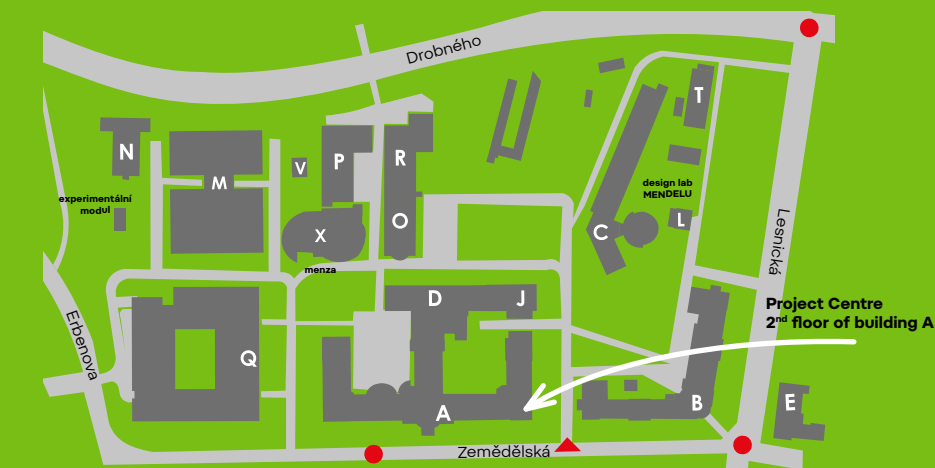 Drobného
T
N
V
P
R
M
experimentální
modul
design lab
MENDELU
L
O
C
X
menza
Lesnická
D
J
Project Centre
2nd floor of building A
Erbenova
Q
A
B
E
Zemědělská